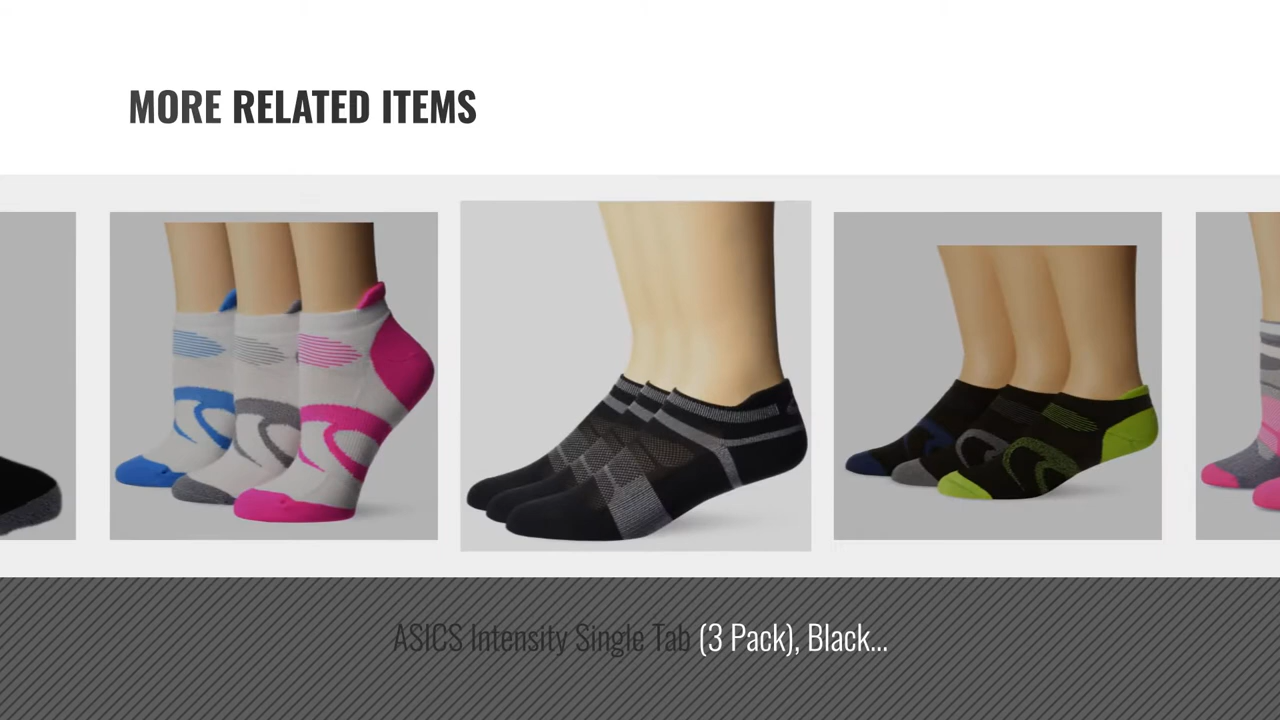 MORE RELATED ITEMS
ASICS Intensity Single Tab (3 Pack), Black...